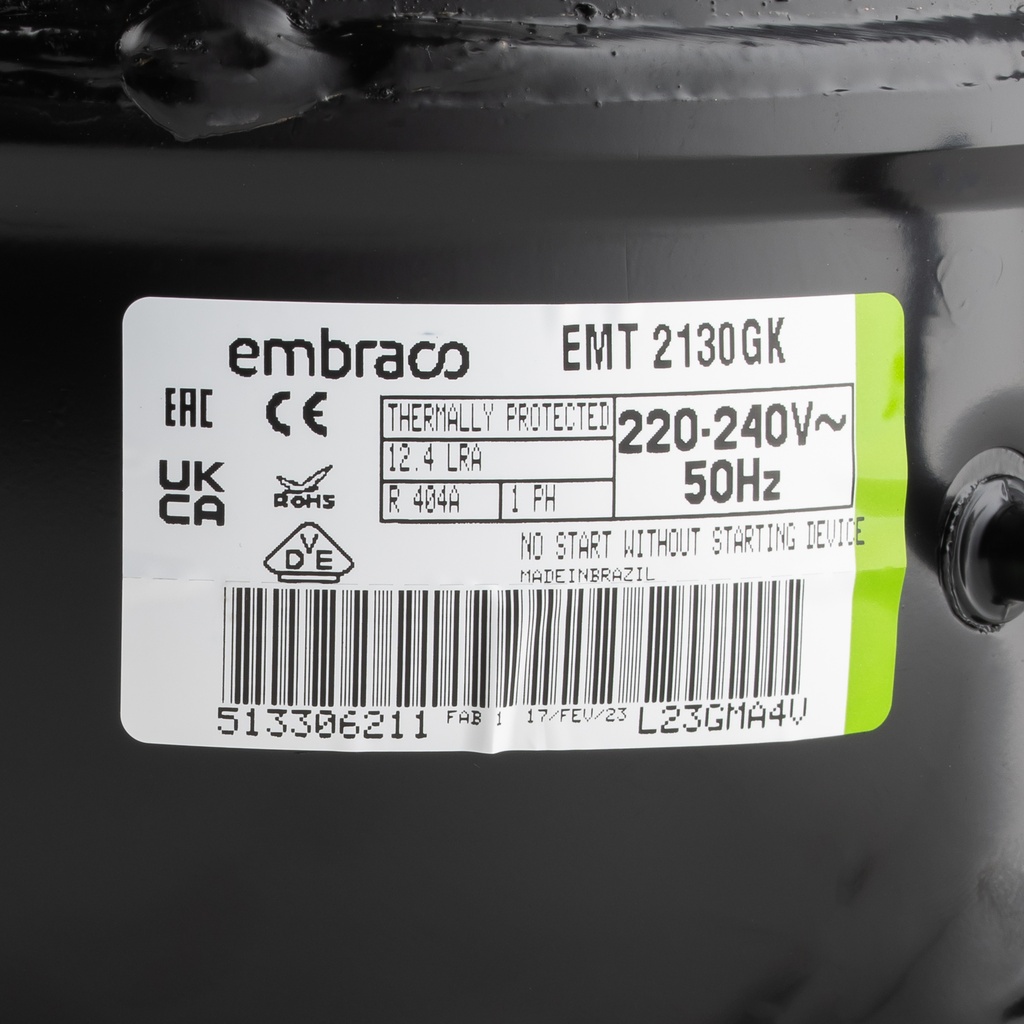 embraco
EMT 2130GK
EAC
CE
THERMALLY PROTECTED
220-240V~
50Hz
12.4 LRA
R 404A
1 PH
UK
CA
ROHS
VDE
NO START WITHOUT STARTING DEVICE
MADEINBRAZIL
513306211 FAB 1 17/FEV/23 L23GMA4V